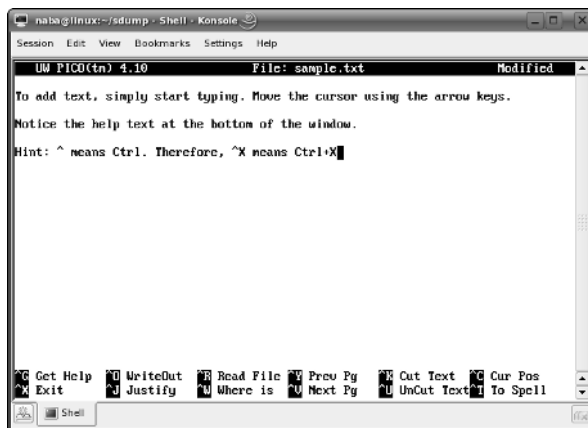 naba@linux:~/sdump - Shell - Konsole
Session Edit View Bookmarks Settings Help
UW PICO(tm) 4.10 File: sample.txt Modified
To add text, simply start typing. Move the cursor using the arrow keys.
Notice the help text at the bottom of the window.
Hint: ^ means Ctrl. Therefore, ^X means Ctrl+X
^G Get Help ^O WriteOut ^R Read File ^Y Prev Pg ^K Cut Text ^C Cur Pos
^X Exit ^J Justify ^W Where is ^V Next Pg ^U UnCut Text ^T To Spell
Shell